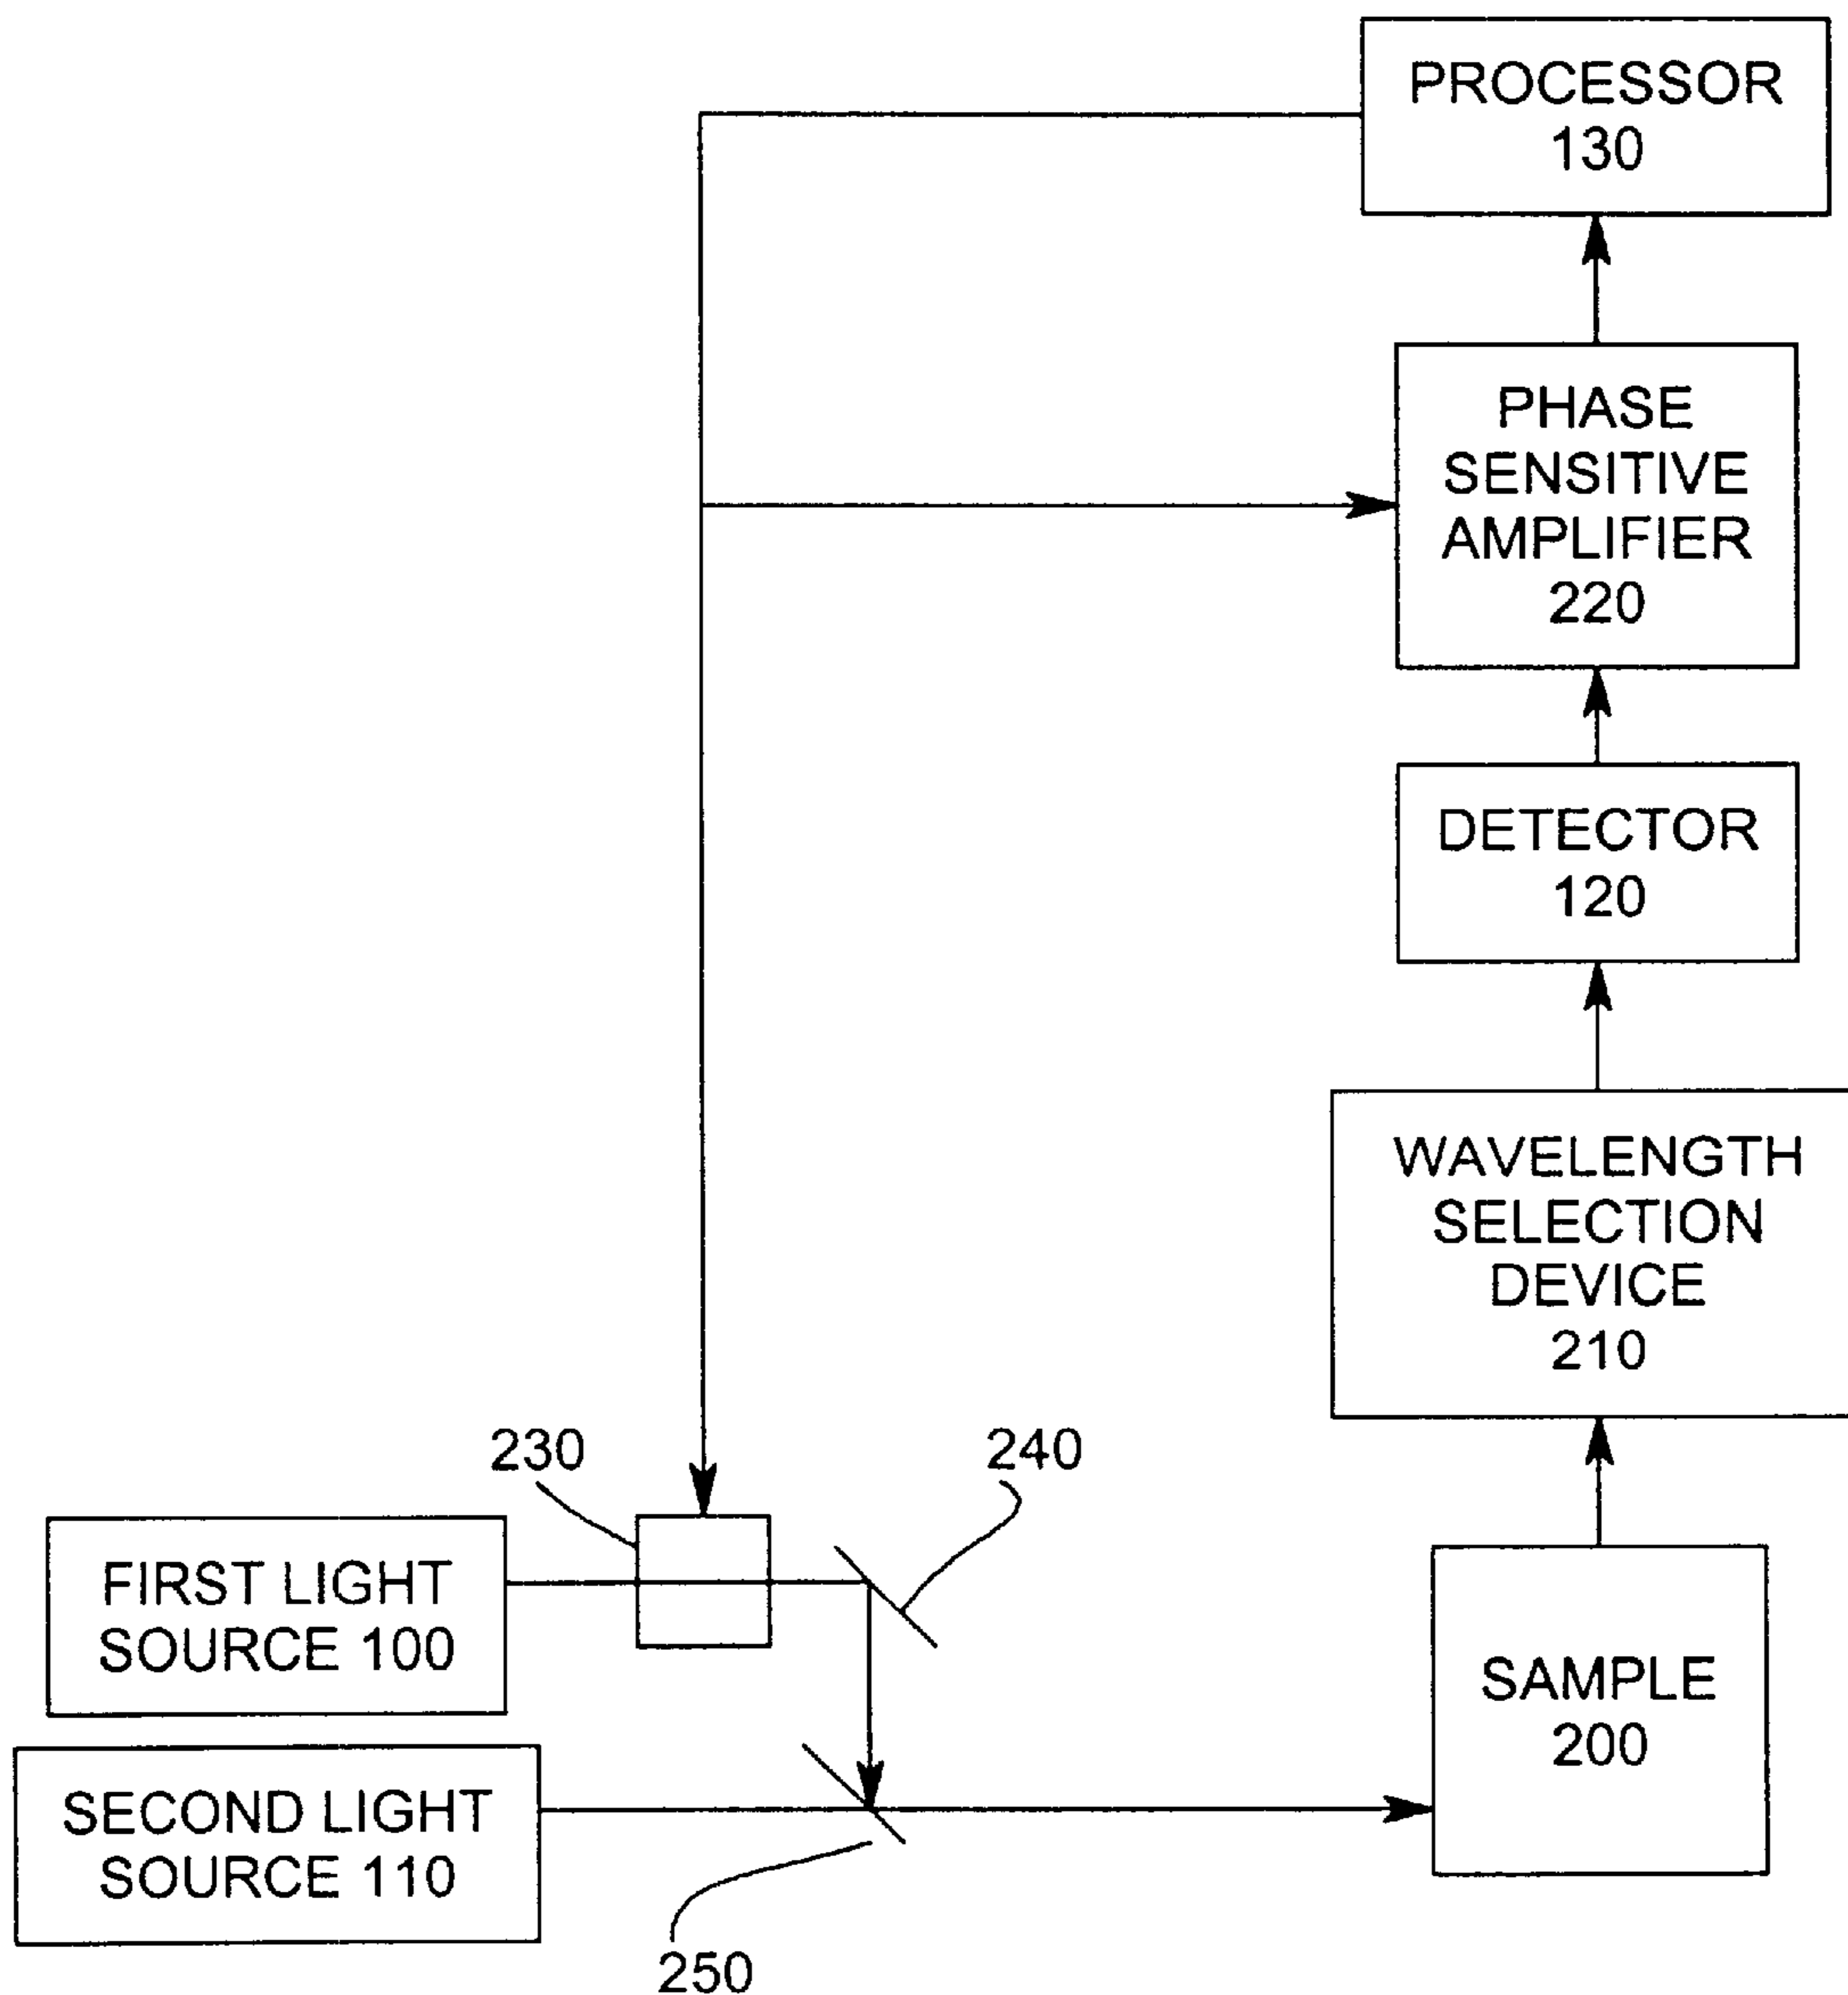 PROCESSOR
130
PHASE
SENSITIVE
AMPLIFIER
220
DETECTOR
120
WAVELENGTH
SELECTION
DEVICE
210
230
240
FIRST LIGHT
SOURCE 100
SAMPLE
200
SECOND LIGHT
SOURCE 110
250